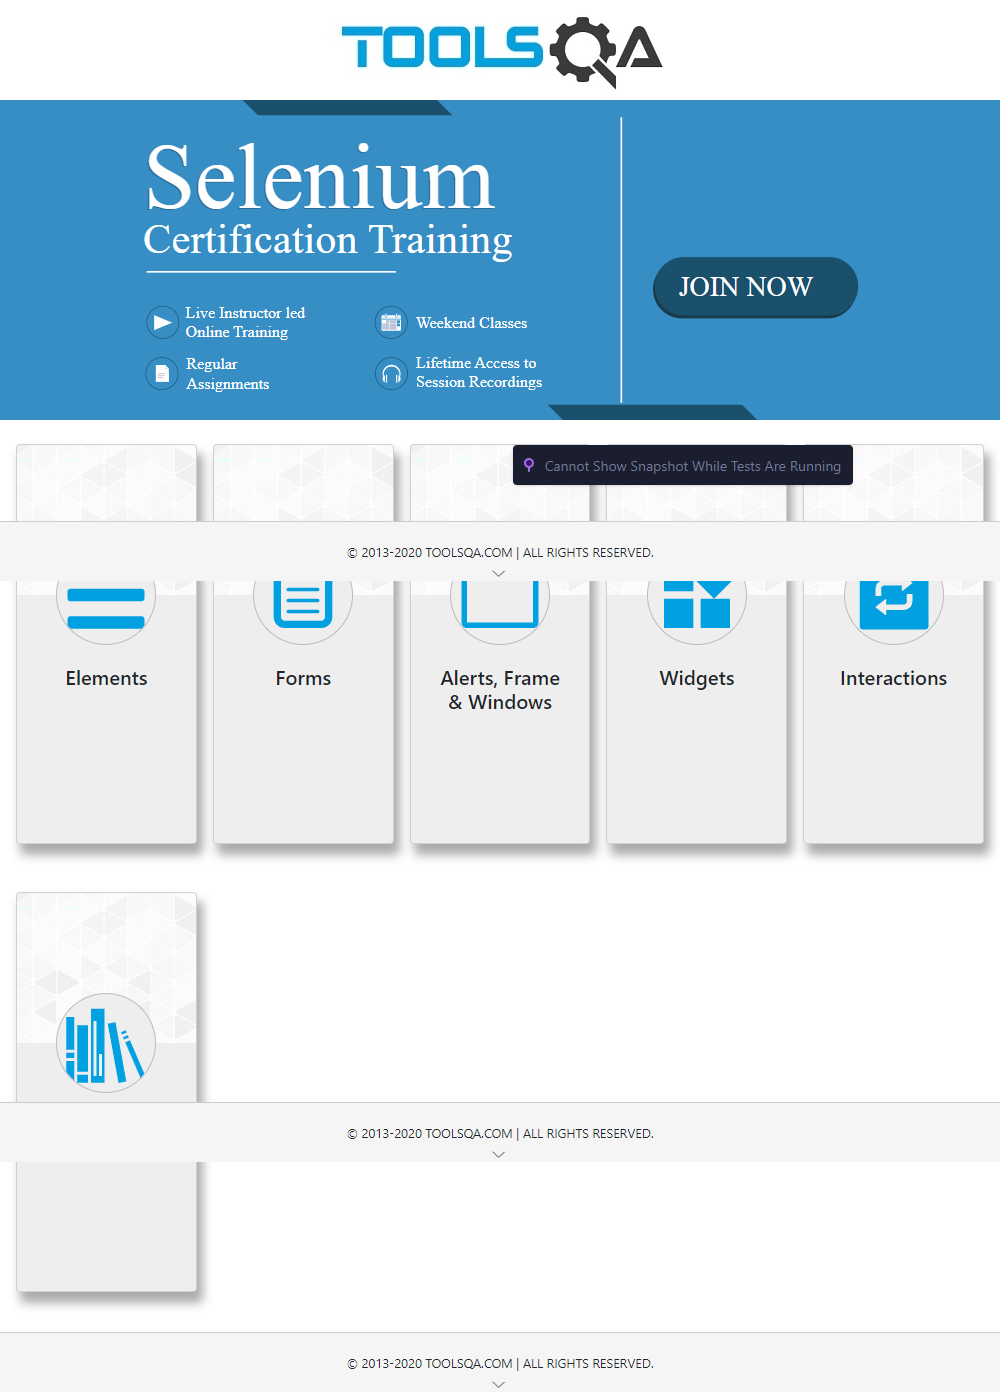 TOOLSQA
Selenium
Certification Training
JOIN NOW
Live Instructor led
Online Training
Weekend Classes
Regular
Assignments
Lifetime Access to
Session Recordings
Cannot Show Snapshot While Tests Are Running
© 2013-2020 TOOLSQA.COM | ALL RIGHTS RESERVED.
Elements
Forms
Alerts, Frame
& Windows
Widgets
Interactions
© 2013-2020 TOOLSQA.COM | ALL RIGHTS RESERVED.
© 2013-2020 TOOLSQA.COM | ALL RIGHTS RESERVED.